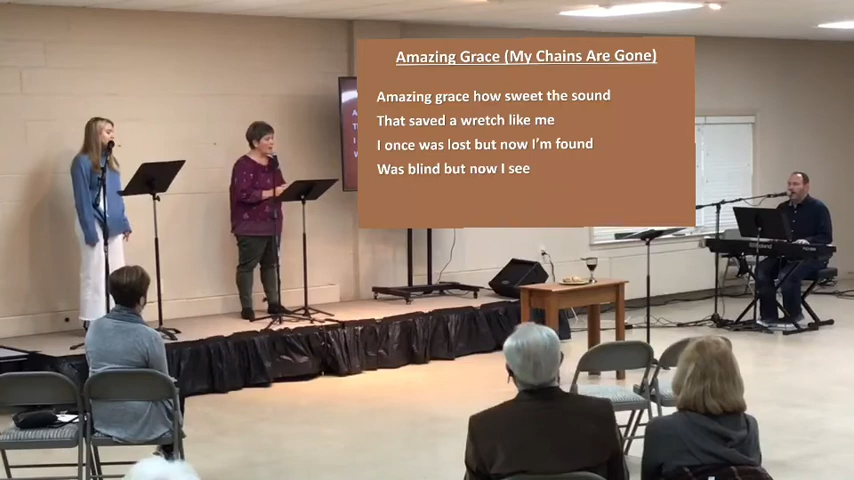 Amazing Grace (My Chains Are Gone)
Amazing grace how sweet the sound
That saved a wretch like me
I once was lost but now I'm found
Was blind but now I see